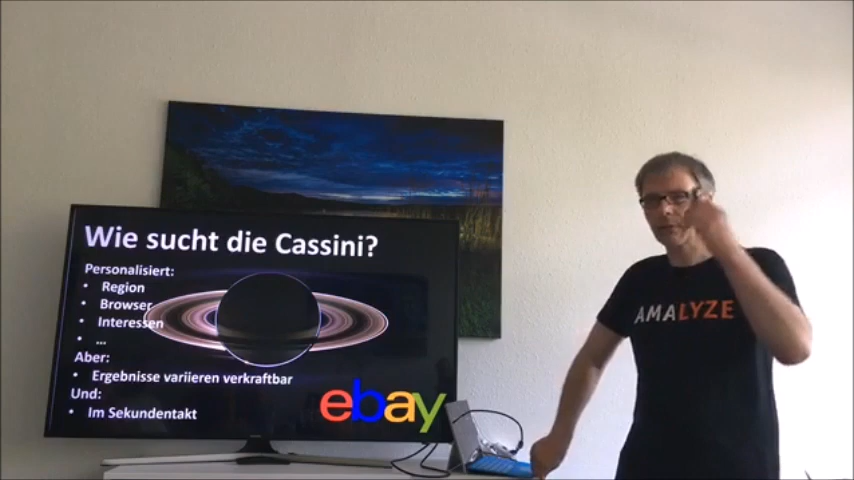 Wie sucht die Cassini?
Personalisiert:
• Region
• Browser
• Interessen
• ...
Aber:
• Ergebnisse variieren verkraftbar
Und:
• Im Sekundentakt
ebay
AMALYZE